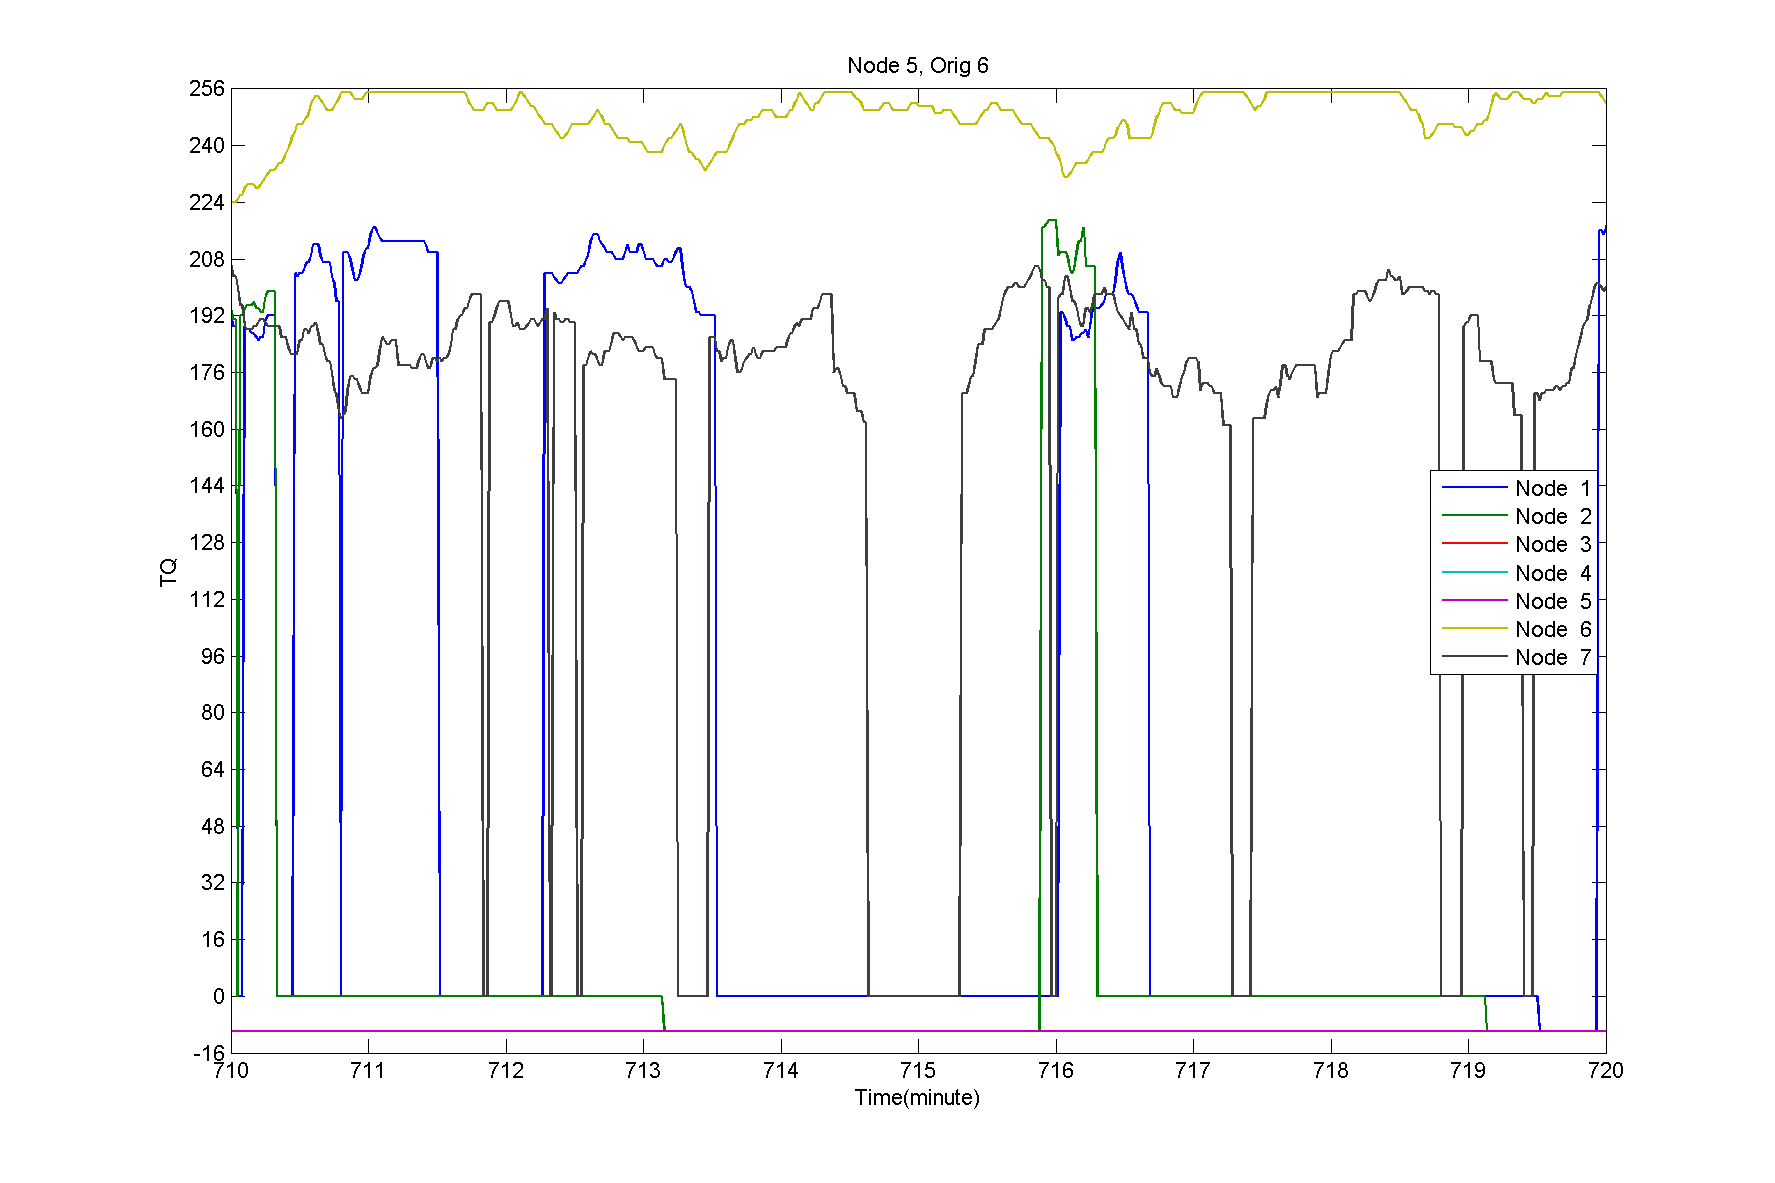 Node 5, Orig 6
256
240
224
208
192
176
160
144
128
112
96
80
64
48
32
16
0
-16
TQ
Node 1
Node 2
Node 3
Node 4
Node 5
Node 6
Node 7
710 711 712 713 714 715 716 717 718 719 720
Time(minute)